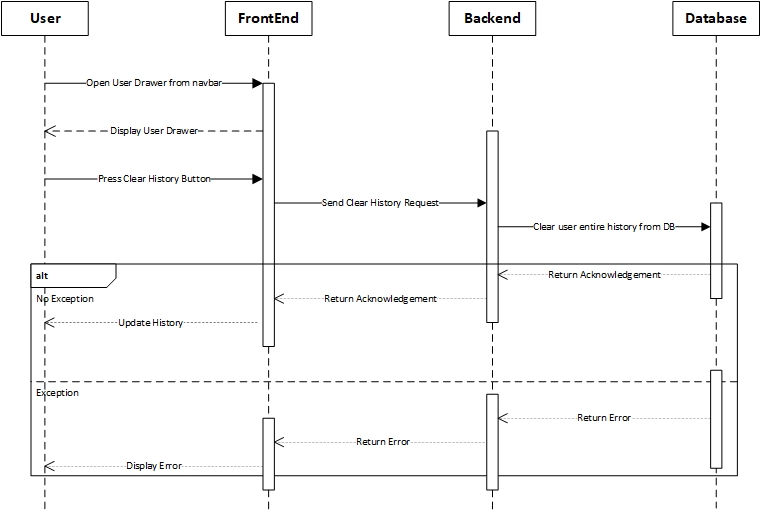 User
FrontEnd
Backend
Database
Open User Drawer from navbar
Display User Drawer
Press Clear History Button
Send Clear History Request
Clear user entire history from DB
alt
Return Acknowledgement
No Exception
Return Acknowledgement
Update History
Exception
Return Error
Return Error
Display Error